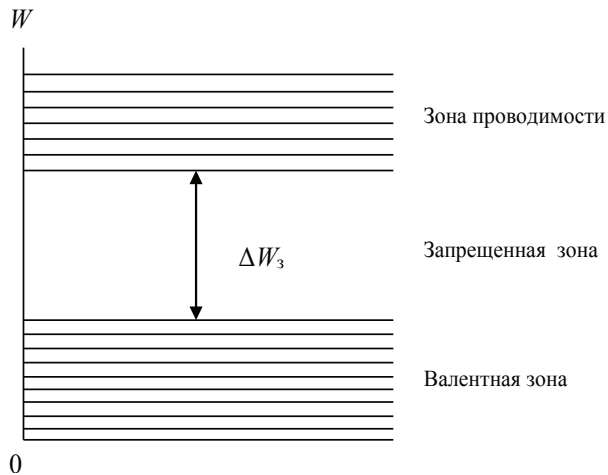 W
Зона проводимости
Запрещенная зона
ΔWз
Валентная зона
0